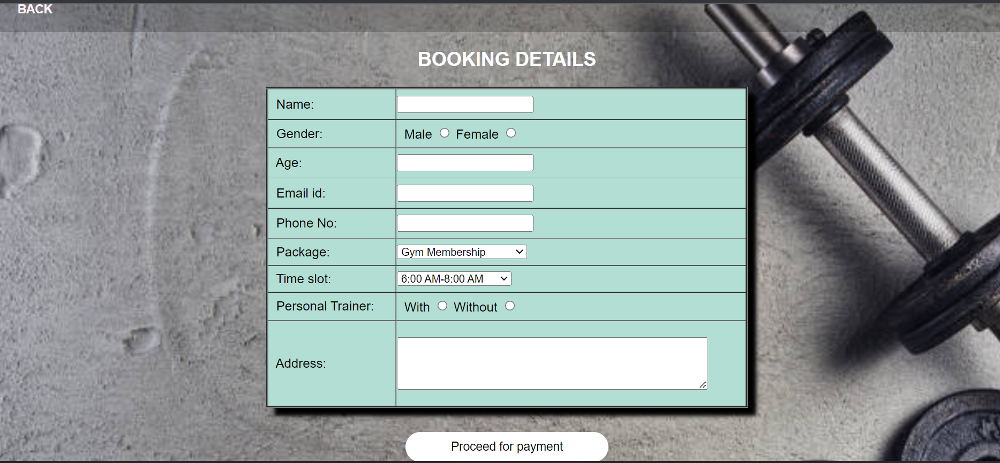 BACK
BOOKING DETAILS
Name:
Gender: Male Female
Age:
Email id:
Phone No:
Package: Gym Membership
Time slot: 6:00 AM-8:00 AM
Personal Trainer: With Without
Address:
Proceed for payment